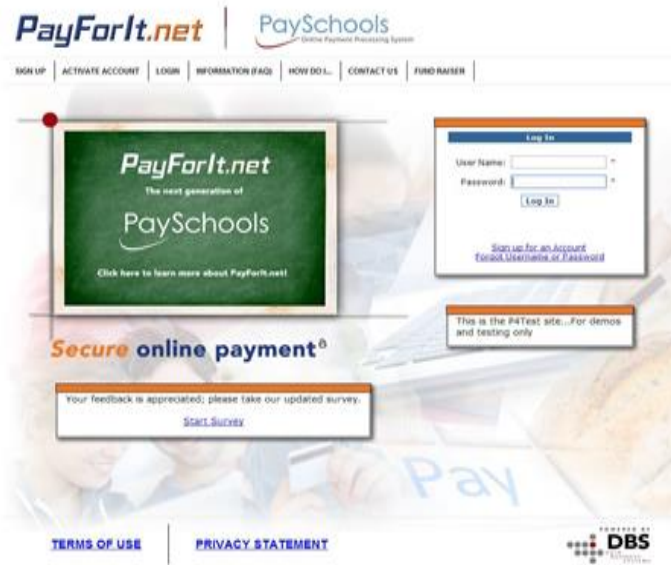 PayForIt.net
PaySchools
Online Payment Processing System
SIGN UP
ACTIVATE ACCOUNT
LOGIN
INFORMATION (FAQ)
HOW DO I...
CONTACT US
FUND RAISER
PayForIt.net
The next generation of
PaySchools
Click here to learn more about PayForIt.net!
Secure online payment
Log In
User Name: *
Password: *
Log In
Sign up for an Account
Forgot Username or Password
This is the P4Test site...For demos
and testing only
Your feedback is appreciated; please take our updated survey.
Start Survey
Pay
TERMS OF USE
PRIVACY STATEMENT
POWERED BY
DBS